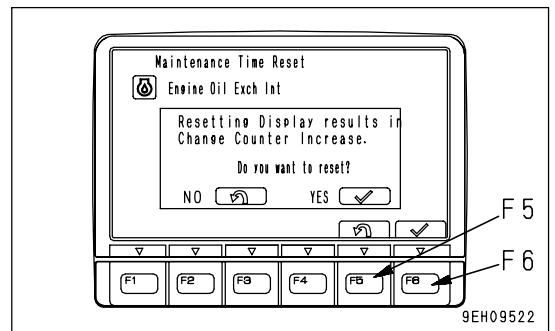 Maintenance Time Reset
Engine Oil Exch Int
Resetting Display results in
Change Counter Increase.
Do you want to reset?
NO YES
F5
F6
F1 F2 F3 F4 F5 F6
9EH09522